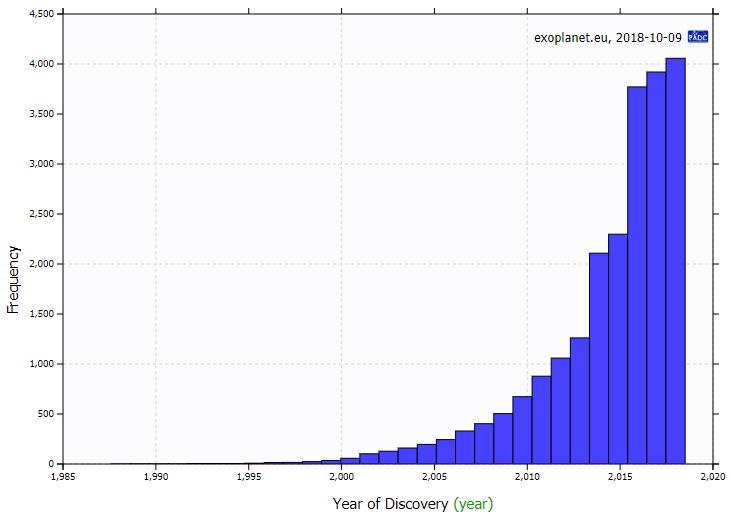 4,500
exoplanet.eu, 2018-10-09 PADC
4,000
3,500
3,000
2,500
2,000
1,500
1,000
500
0
Frequency
1,985 1,990 1,995 2,000 2,005 2,010 2,015 2,020
Year of Discovery (year)